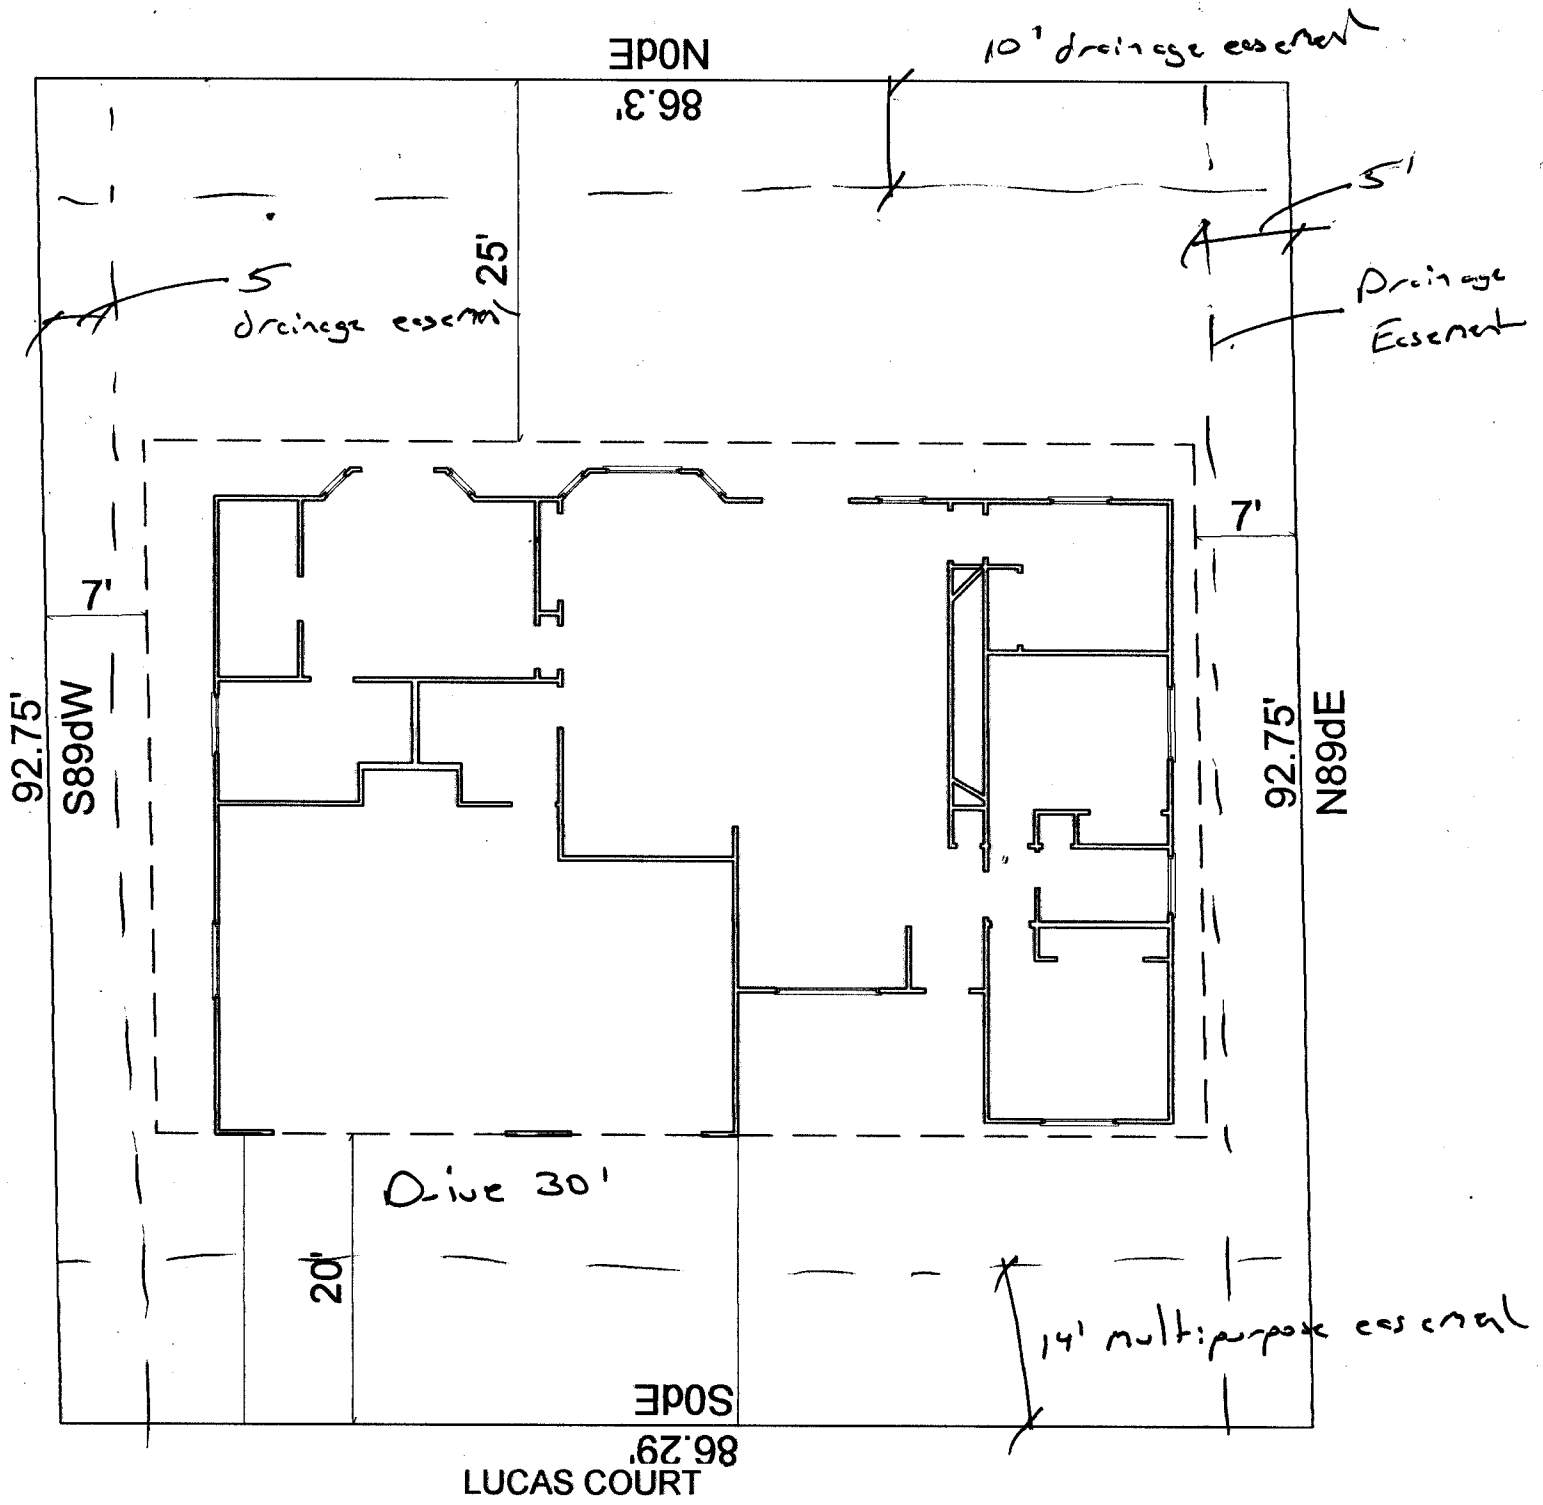 N0dE
10' drainage easement
86.3'
5'
25'
5
drainage easement
Drainage
Easement
7'
7'
92.75'
S89dW
92.75'
N89dE
Drive 30'
20'
14' multipurpose easement
S0dE
86.29'
LUCAS COURT